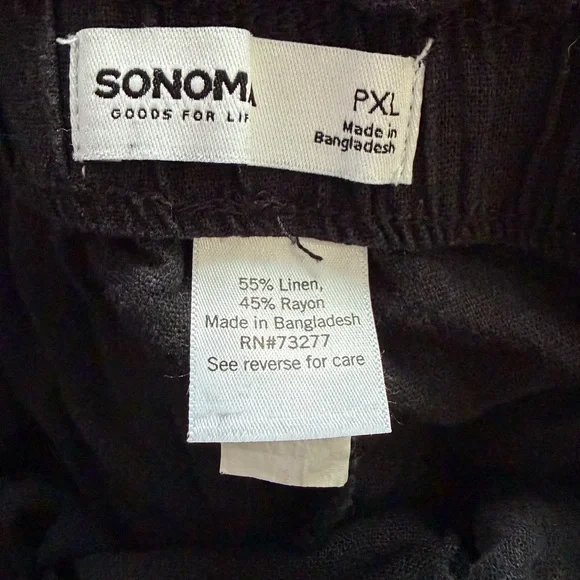 SONOMA
GOODS FOR LIF
PXL
Made in
Bangladesh
55% Linen,
45% Rayon
Made in Bangladesh
RN#73277
See reverse for care